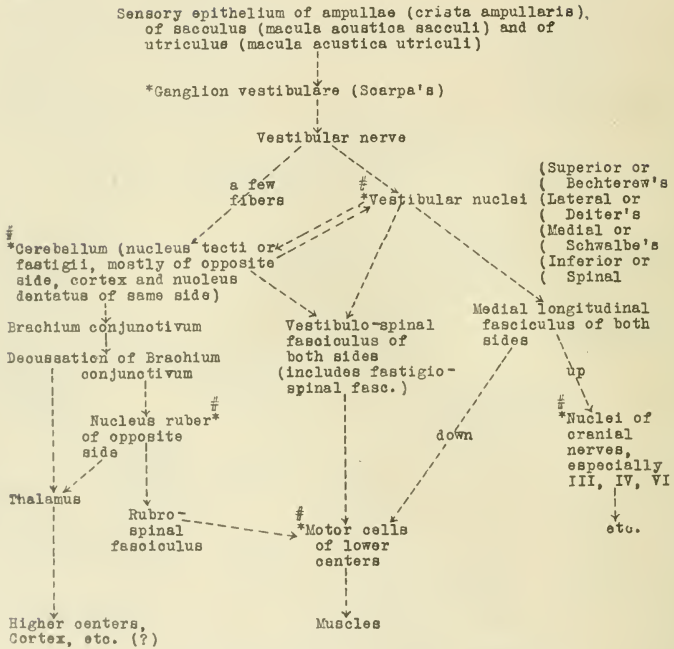 Sensory epithelium of ampullae (crista ampullaris),
of sacculus (macula acustica sacculi) and of
utriculus (macula acustica utriculi)
*Ganglion vestibulare (Scarpa's)
Vestibular nerve
a few
fibers
#
*Vestibular nuclei
(Superior or
( Bechterew's
(Lateral or
( Deiter's
(Medial or
( Schwalbe's
(Inferior or
( Spinal
#
*Cerebellum (nucleus tecti or
fastigii, mostly of opposite
side, cortex and nucleus
dentatus of same side)
Brachium conjunctivum
Decussation of Brachium
conjunctivum
Vestibulo-spinal
fasciculus of
both sides
(includes fastigio-
spinal fasc.)
Medial longitudinal
fasciculus of both
sides
up
down
#
Nucleus ruber*
of opposite
side
#
*Nuclei of
cranial
nerves,
especially
III, IV, VI
etc.
Thalamus
Rubro-
spinal
fasciculus
#
*Motor cells
of lower
centers
Higher centers,
Cortex, etc. (?)
Muscles